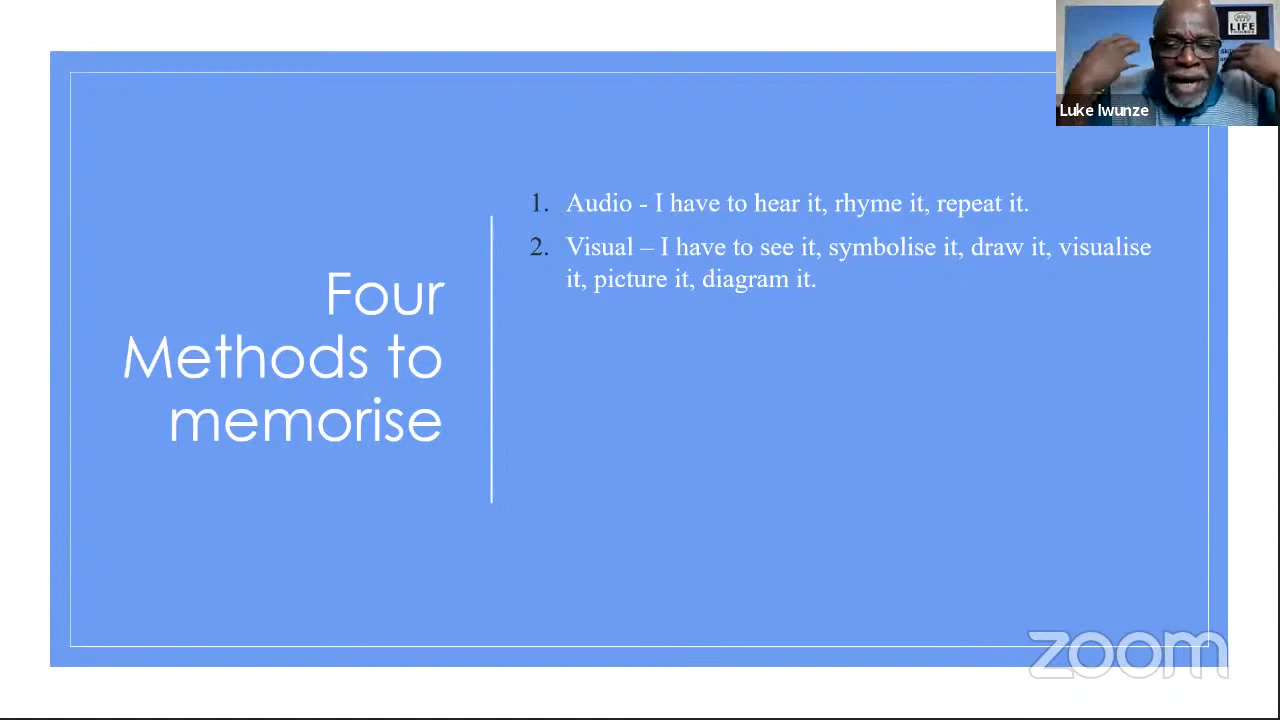 LIFE
Luke Iwunze
Four
Methods to
memorise
1. Audio - I have to hear it, rhyme it, repeat it.
2. Visual – I have to see it, symbolise it, draw it, visualise
it, picture it, diagram it.
zoom